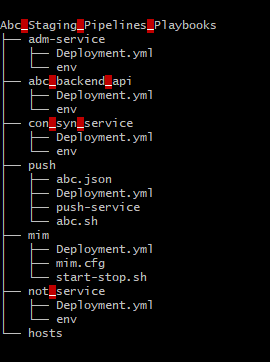 Abc_Staging_Pipelines_Playbooks
├── adm-service
│   ├── Deployment.yml
│   └── env
├── abc_backend_api
│   ├── Deployment.yml
│   └── env
├── con_syn_service
│   ├── Deployment.yml
│   └── env
├── push
│   ├── abc.json
│   ├── Deployment.yml
│   ├── push-service
│   └── abc.sh
├── mim
│   ├── Deployment.yml
│   ├── mim.cfg
│   └── start-stop.sh
├── not_service
│   ├── Deployment.yml
│   └── env
└── hosts